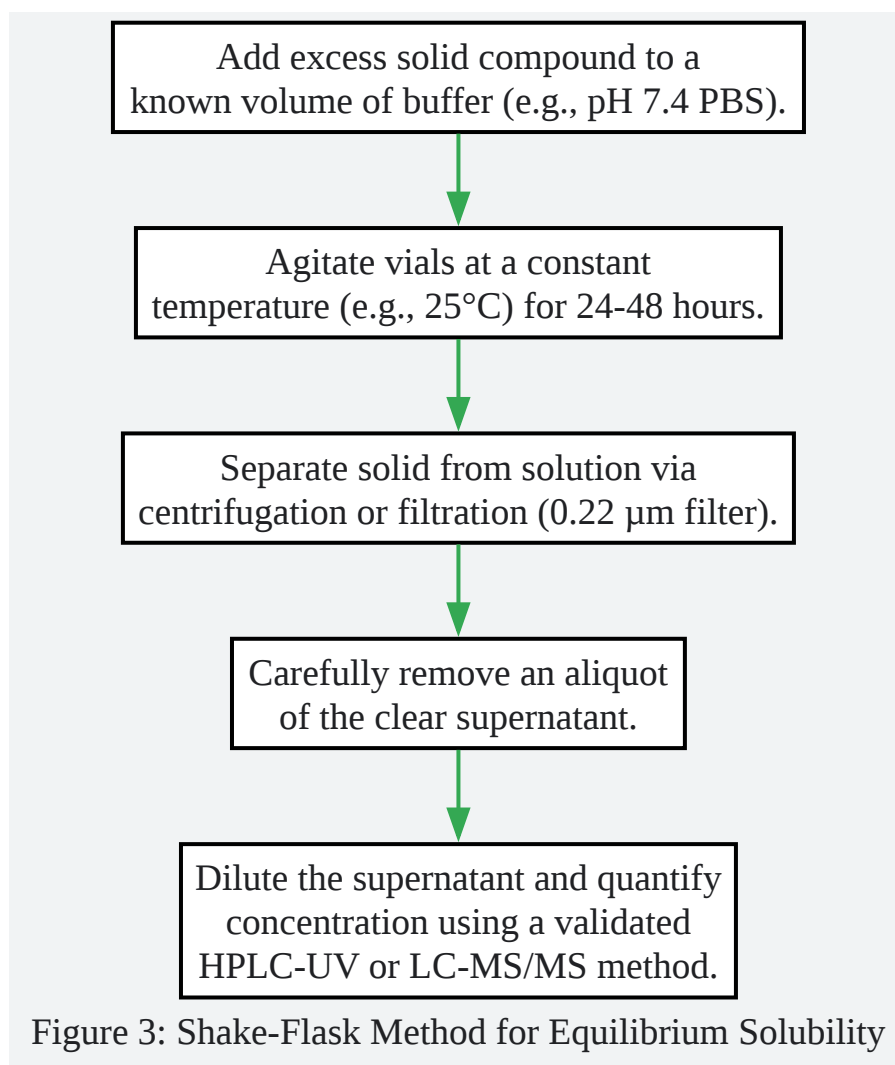 Add excess solid compound to a
known volume of buffer (e.g., pH 7.4 PBS).
Agitate vials at a constant
temperature (e.g., 25°C) for 24-48 hours.
Separate solid from solution via
centrifugation or filtration (0.22 µm filter).
Carefully remove an aliquot
of the clear supernatant.
Dilute the supernatant and quantify
concentration using a validated
HPLC-UV or LC-MS/MS method.
Figure 3: Shake-Flask Method for Equilibrium Solubility